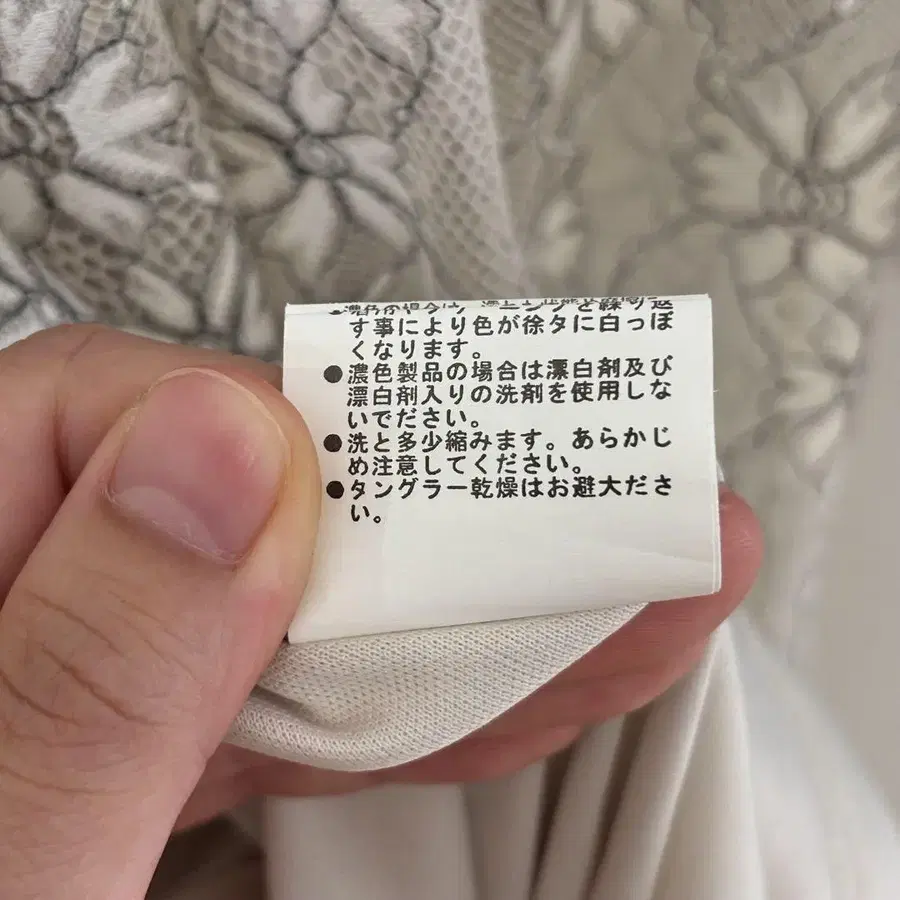 す事により色が徐タに白っぽ
くなります。
●濃色製品の場合は漂白剤及び
漂白剤入りの洗剤を使用しな
いでださい。
●洗と多少縮みます。あらかじ
め注意してください。
●タングラー乾燥はお避大ださ
い。